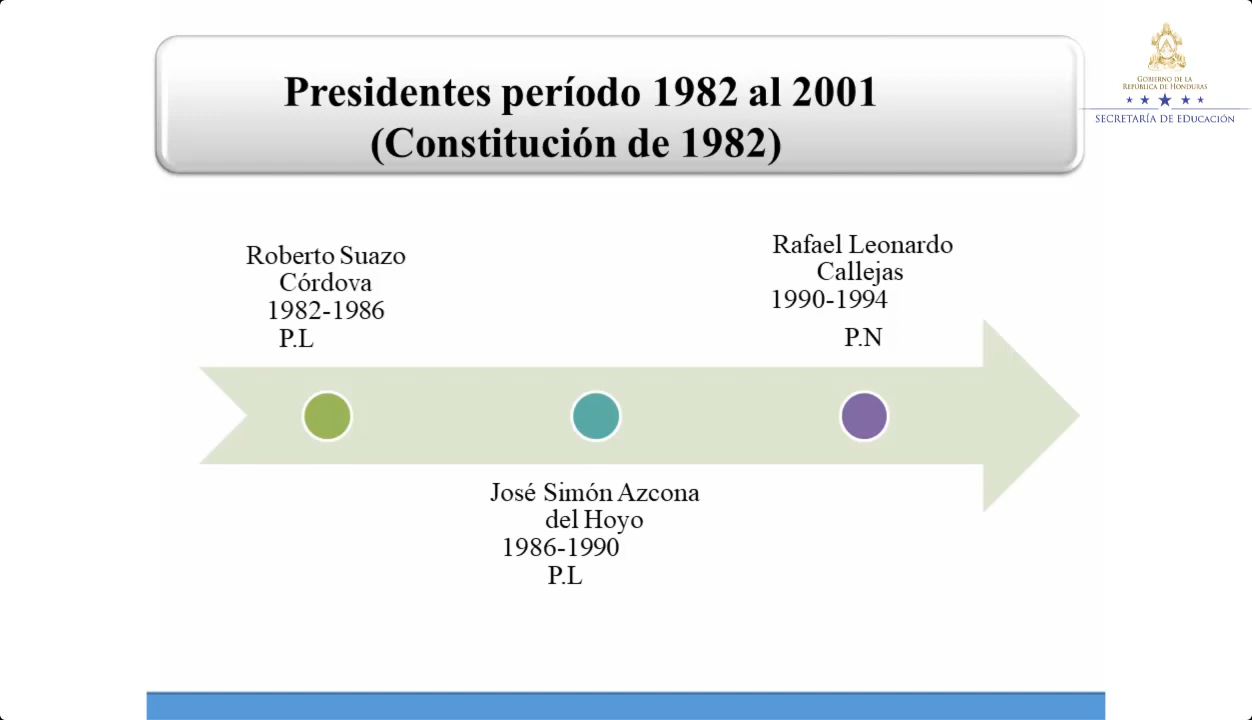 Presidentes período 1982 al 2001
(Constitución de 1982)
GOBIERNO DE LA
REPÚBLICA DE HONDURAS
SECRETARÍA DE EDUCACIÓN
Roberto Suazo
Córdova
1982-1986
P.L
José Simón Azcona
del Hoyo
1986-1990
P.L
Rafael Leonardo
Callejas
1990-1994
P.N